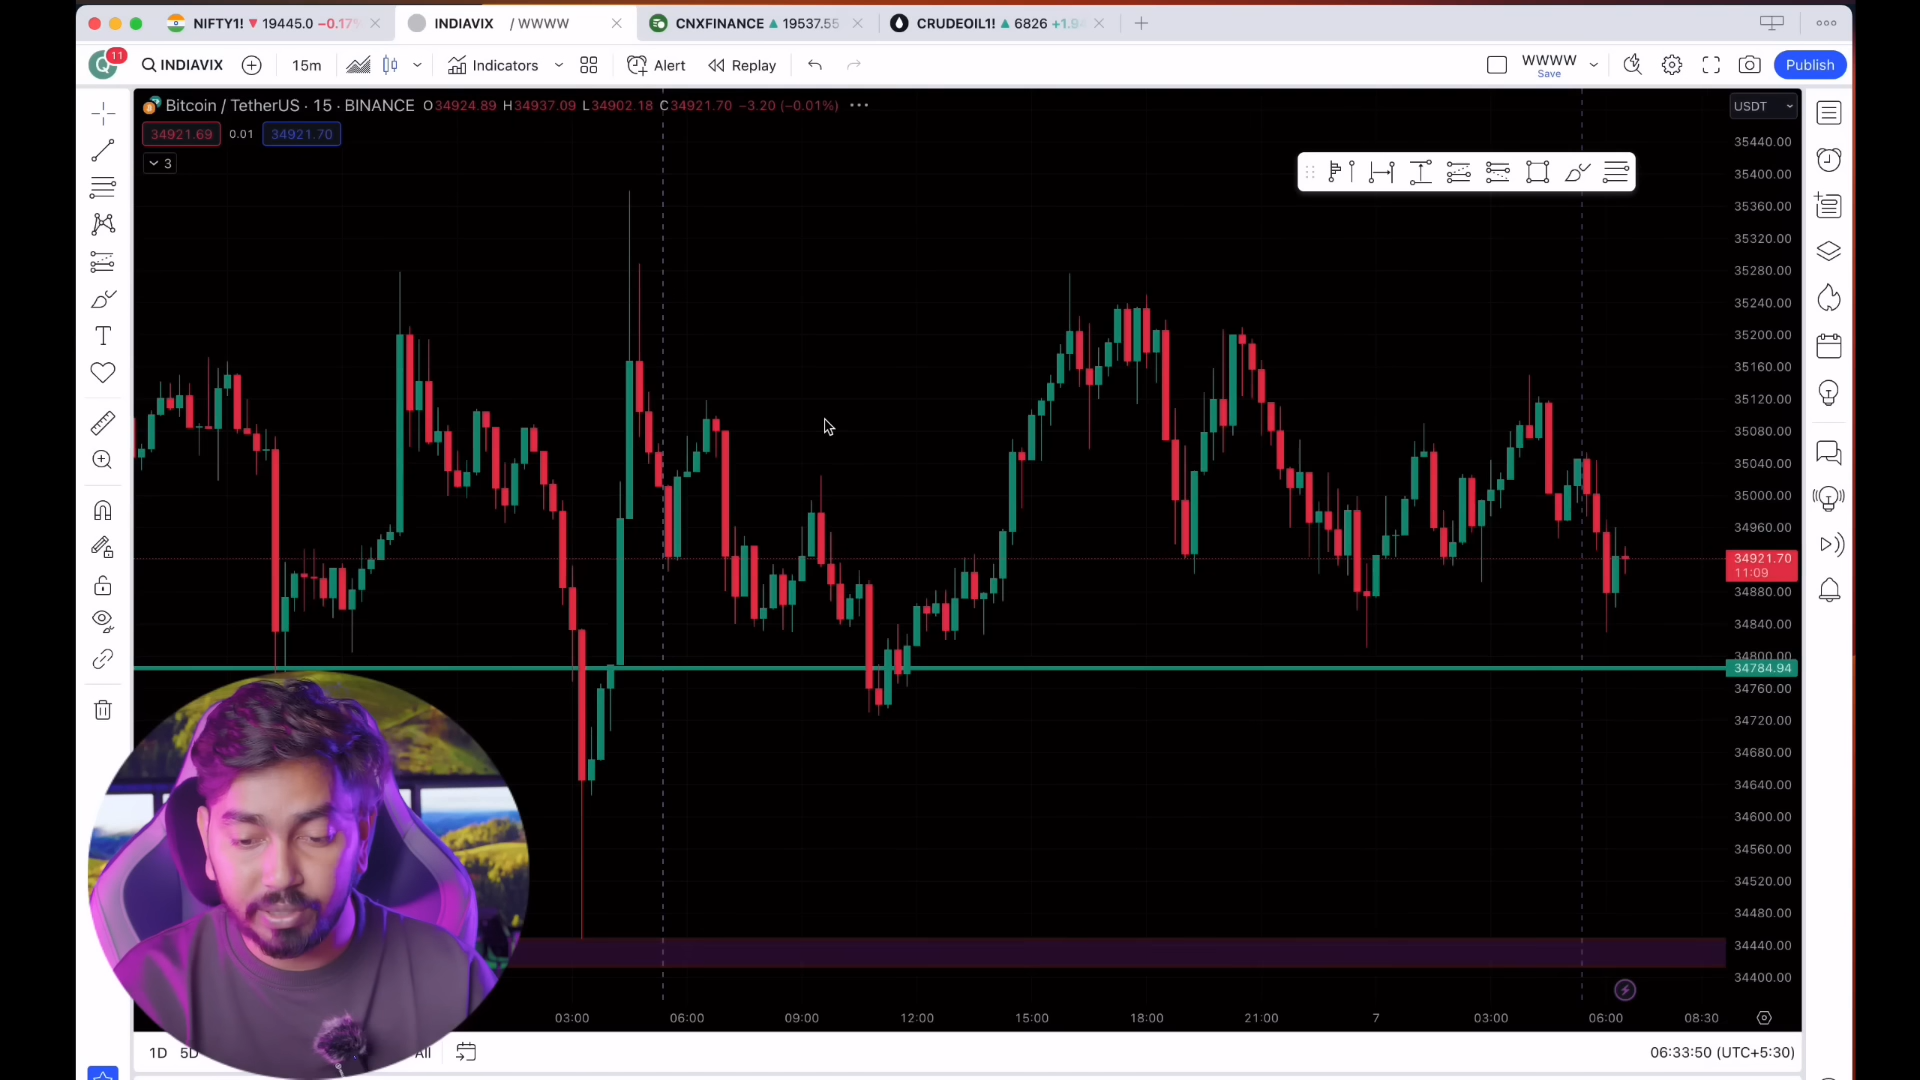 NIFTY1! ▼ 19445.0 −0.17%
INDIAVIX / WWWW
CNXFINANCE ▲ 19537.55
CRUDEOIL1! ▲ 6826 +1.9
11
INDIAVIX
15m
Indicators
Alert
Replay
WWWW
Save
Publish
Bitcoin / TetherUS · 15 · BINANCE O34924.89 H34937.09 L34902.18 C34921.70 −3.20 (−0.01%)
USDT
34921.69 0.01 34921.70
3
35440.00
35400.00
35360.00
35320.00
35280.00
35240.00
35200.00
35160.00
35120.00
35080.00
35040.00
35000.00
34960.00
34921.70
11:09
34880.00
34840.00
34800.00
34784.94
34760.00
34720.00
34680.00
34640.00
34600.00
34560.00
34520.00
34480.00
34440.00
34400.00
03:00 06:00 09:00 12:00 15:00 18:00 21:00 7 03:00 06:00 08:30
1D 5D All
06:33:50 (UTC+5:30)